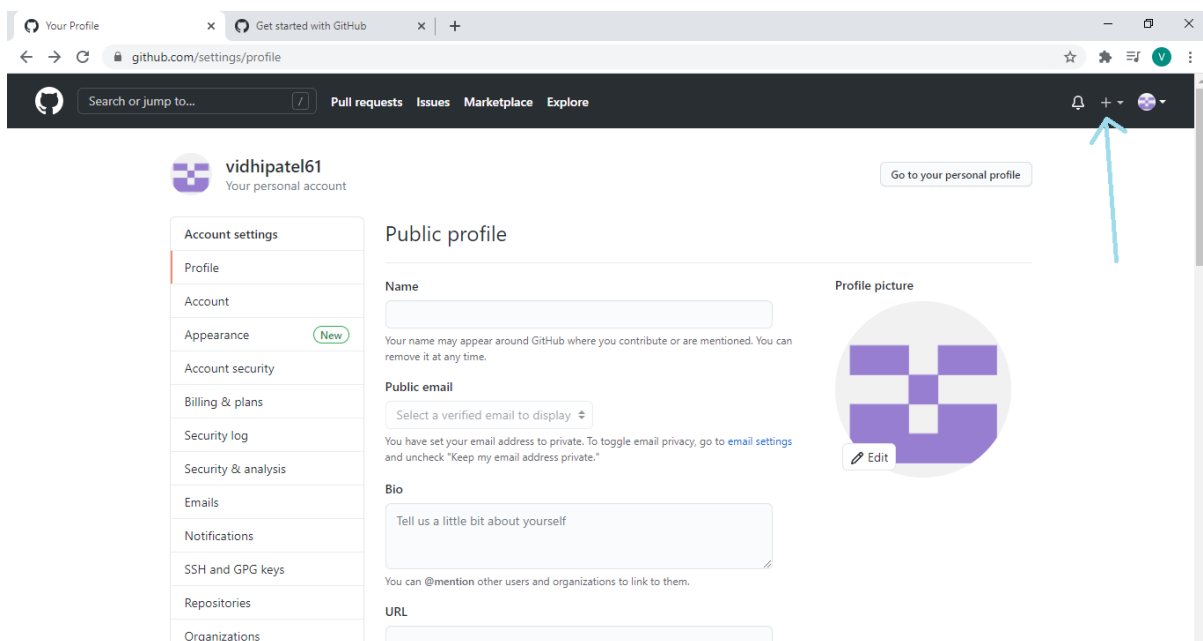 Your Profile
Get started with GitHub
github.com/settings/profile
V
Search or jump to... /
Pull requests Issues Marketplace Explore
vidhipatel61
Your personal account
Go to your personal profile
Account settings
Profile
Account
Appearance New
Account security
Billing & plans
Security log
Security & analysis
Emails
Notifications
SSH and GPG keys
Repositories
Organizations
Public profile
Name
Your name may appear around GitHub where you contribute or are mentioned. You can
remove it at any time.
Public email
Select a verified email to display
You have set your email address to private. To toggle email privacy, go to email settings
and uncheck "Keep my email address private."
Bio
Tell us a little bit about yourself
You can @mention other users and organizations to link to them.
URL
Profile picture
Edit